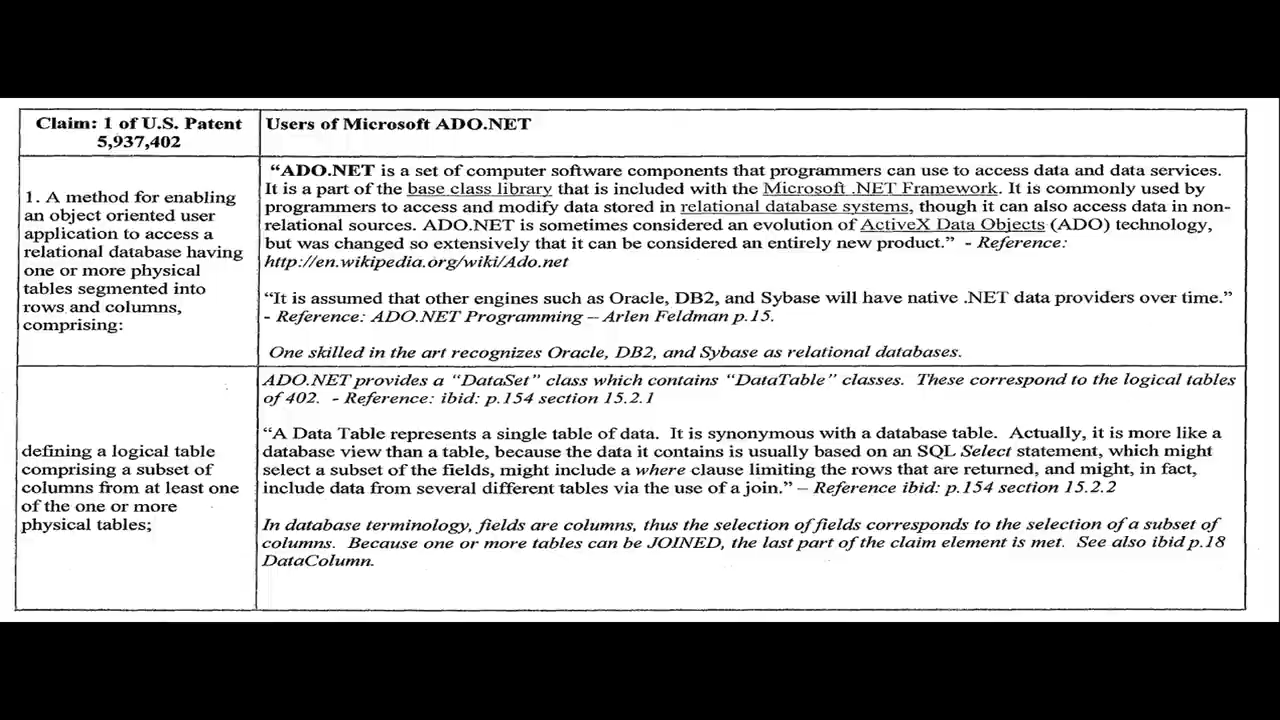 Claim: 1 of U.S. Patent
5,937,402
Users of Microsoft ADO.NET
1. A method for enabling
an object oriented user
application to access a
relational database having
one or more physical
tables segmented into
rows and columns,
comprising:
“ADO.NET is a set of computer software components that programmers can use to access data and data services.
It is a part of the base class library that is included with the Microsoft .NET Framework. It is commonly used by
programmers to access and modify data stored in relational database systems, though it can also access data in non-
relational sources. ADO.NET is sometimes considered an evolution of ActiveX Data Objects (ADO) technology,
but was changed so extensively that it can be considered an entirely new product.” - Reference:
http://en.wikipedia.org/wiki/Ado.net
“It is assumed that other engines such as Oracle, DB2, and Sybase will have native .NET data providers over time.”
- Reference: ADO.NET Programming – Arlen Feldman p.15.
One skilled in the art recognizes Oracle, DB2, and Sybase as relational databases.
defining a logical table
comprising a subset of
columns from at least one
of the one or more
physical tables;
ADO.NET provides a “DataSet” class which contains “DataTable” classes. These correspond to the logical tables
of 402. - Reference: ibid: p.154 section 15.2.1
“A Data Table represents a single table of data. It is synonymous with a database table. Actually, it is more like a
database view than a table, because the data it contains is usually based on an SQL Select statement, which might
select a subset of the fields, might include a where clause limiting the rows that are returned, and might, in fact,
include data from several different tables via the use of a join.” – Reference ibid: p.154 section 15.2.2
In database terminology, fields are columns, thus the selection of fields corresponds to the selection of a subset of
columns. Because one or more tables can be JOINED, the last part of the claim element is met. See also ibid p.18
DataColumn.